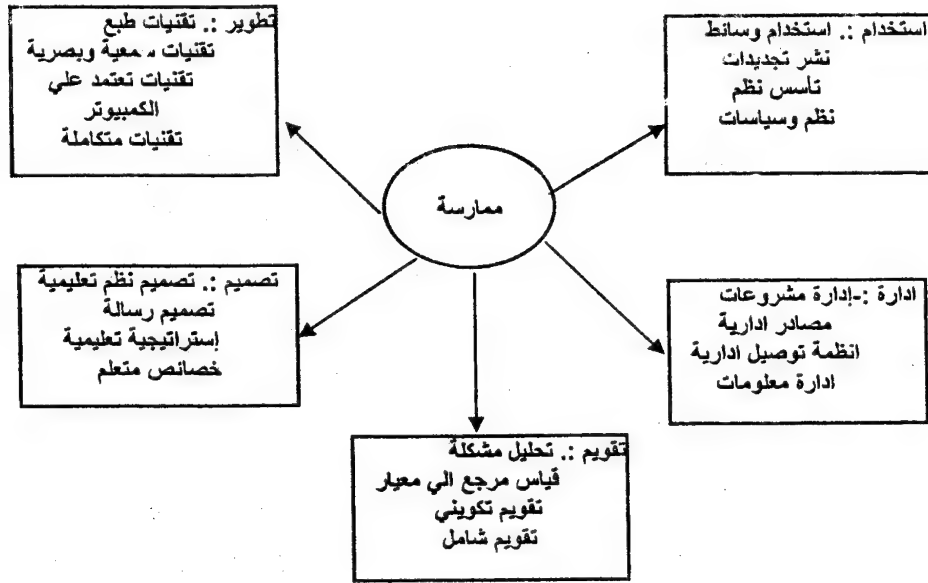 استخدام :. استخدام وسائط
نشر تجديدات
تأسس نظم
نظم وسياسات
تطوير :. تقنيات طبع
تقنيات سمعية وبصرية
تقنيات تعتمد علي
الكمبيوتر
تقنيات متكاملة
ممارسة
ادارة :-إدارة مشروعات
مصادر ادارية
انظمة توصيل ادارية
ادارة معلومات
تصميم :. تصميم نظم تعليمية
تصميم رسالة
إستراتيجية تعليمية
خصائص متعلم
تقويم :. تحليل مشكلة
قياس مرجع الي معيار
تقويم تكويني
تقويم شامل